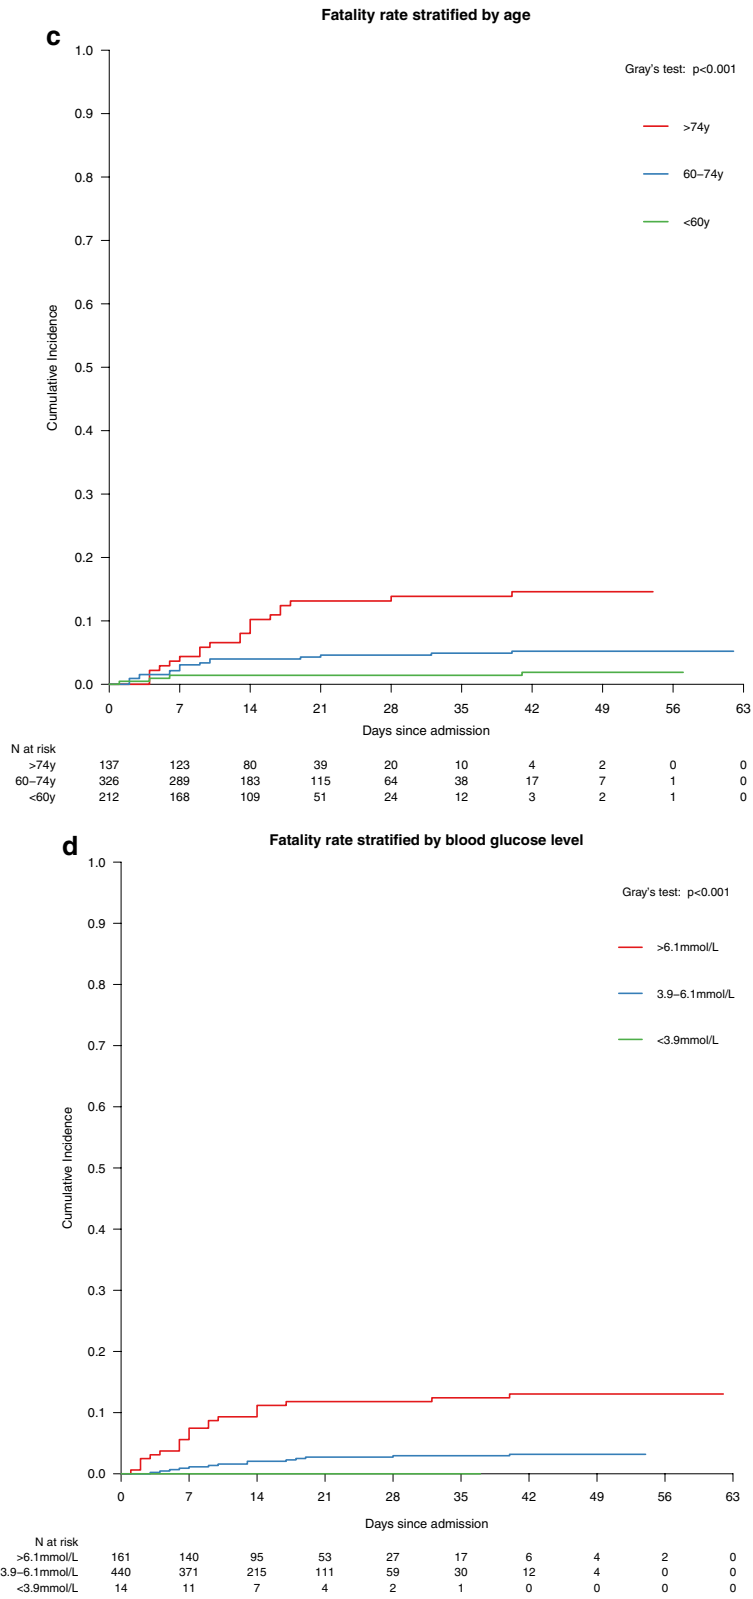 Fatality rate stratified by age
c
1.0
Gray's test: p<0.001
0.9
>74y
0.8
60–74y
<60y
0.7
0.6
0.5
0.4
0.3
0.2
0.1
0.0
Cumulative Incidence
0 7 14 21 28 35 42 49 56 63
Days since admission
N at risk
>74y 137 123 80 39 20 10 4 2 0 0
60–74y 326 289 183 115 64 38 17 7 1 0
<60y 212 168 109 51 24 12 3 2 1 0
d
Fatality rate stratified by blood glucose level
1.0
Gray's test: p<0.001
0.9
>6.1mmol/L
0.8
3.9–6.1mmol/L
<3.9mmol/L
0.7
0.6
0.5
0.4
0.3
0.2
0.1
0.0
Cumulative Incidence
0 7 14 21 28 35 42 49 56 63
Days since admission
N at risk
>6.1mmol/L 161 140 95 53 27 17 6 4 2 0
3.9–6.1mmol/L 440 371 215 111 59 30 12 4 0 0
<3.9mmol/L 14 11 7 4 2 1 0 0 0 0